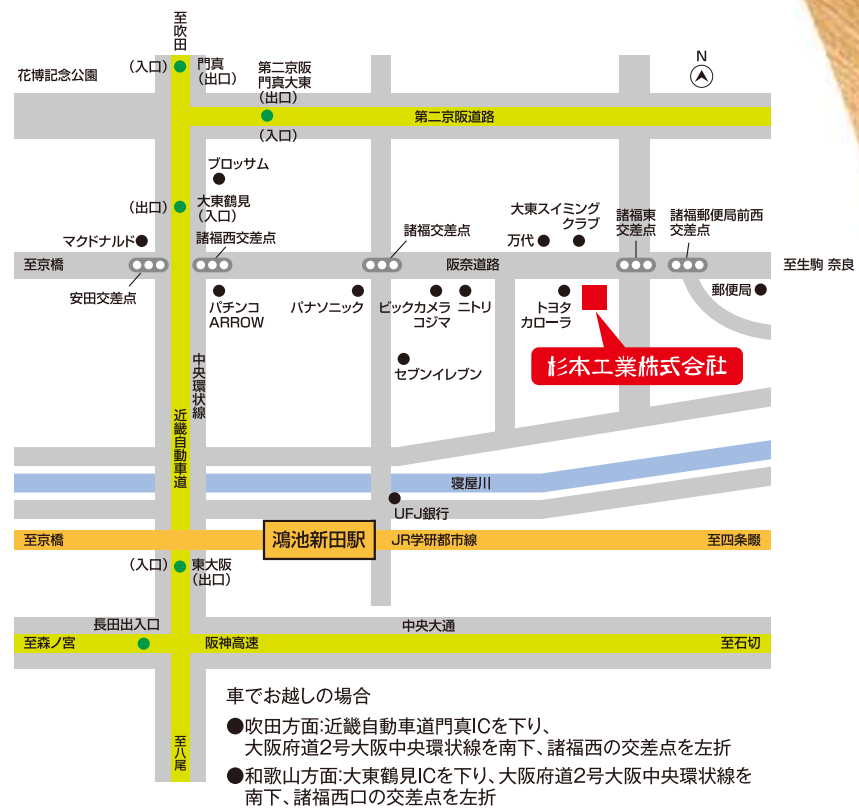 至吹田
花博記念公園
(入口)
門真
(出口)
第二京阪
門真大東
(出口)
(入口)
N
第二京阪道路
ブロッサム
(出口)
大東鶴見
(入口)
マクドナルド
諸福西交差点
諸福交差点
大東スイミング
クラブ
万代
諸福東
交差点
諸福郵便局前西
交差点
至京橋
阪奈道路
至生駒 奈良
安田交差点
パチンコ
ARROW
パナソニック
ビックカメラ
コジマ
ニトリ
トヨタ
カローラ
郵便局
杉本工業株式会社
セブンイレブン
中央環状線
近畿自動車道
寝屋川
UFJ銀行
至京橋
鴻池新田駅
JR学研都市線
至四条畷
(入口)
東大阪
(出口)
長田出入口
中央大通
至森ノ宮
阪神高速
至石切
至八尾
車でお越しの場合
●吹田方面:近畿自動車道門真ICを下り、
大阪府道2号大阪中央環状線を南下、諸福西の交差点を左折
●和歌山方面:大東鶴見ICを下り、大阪府道2号大阪中央環状線を
南下、諸福西口の交差点を左折